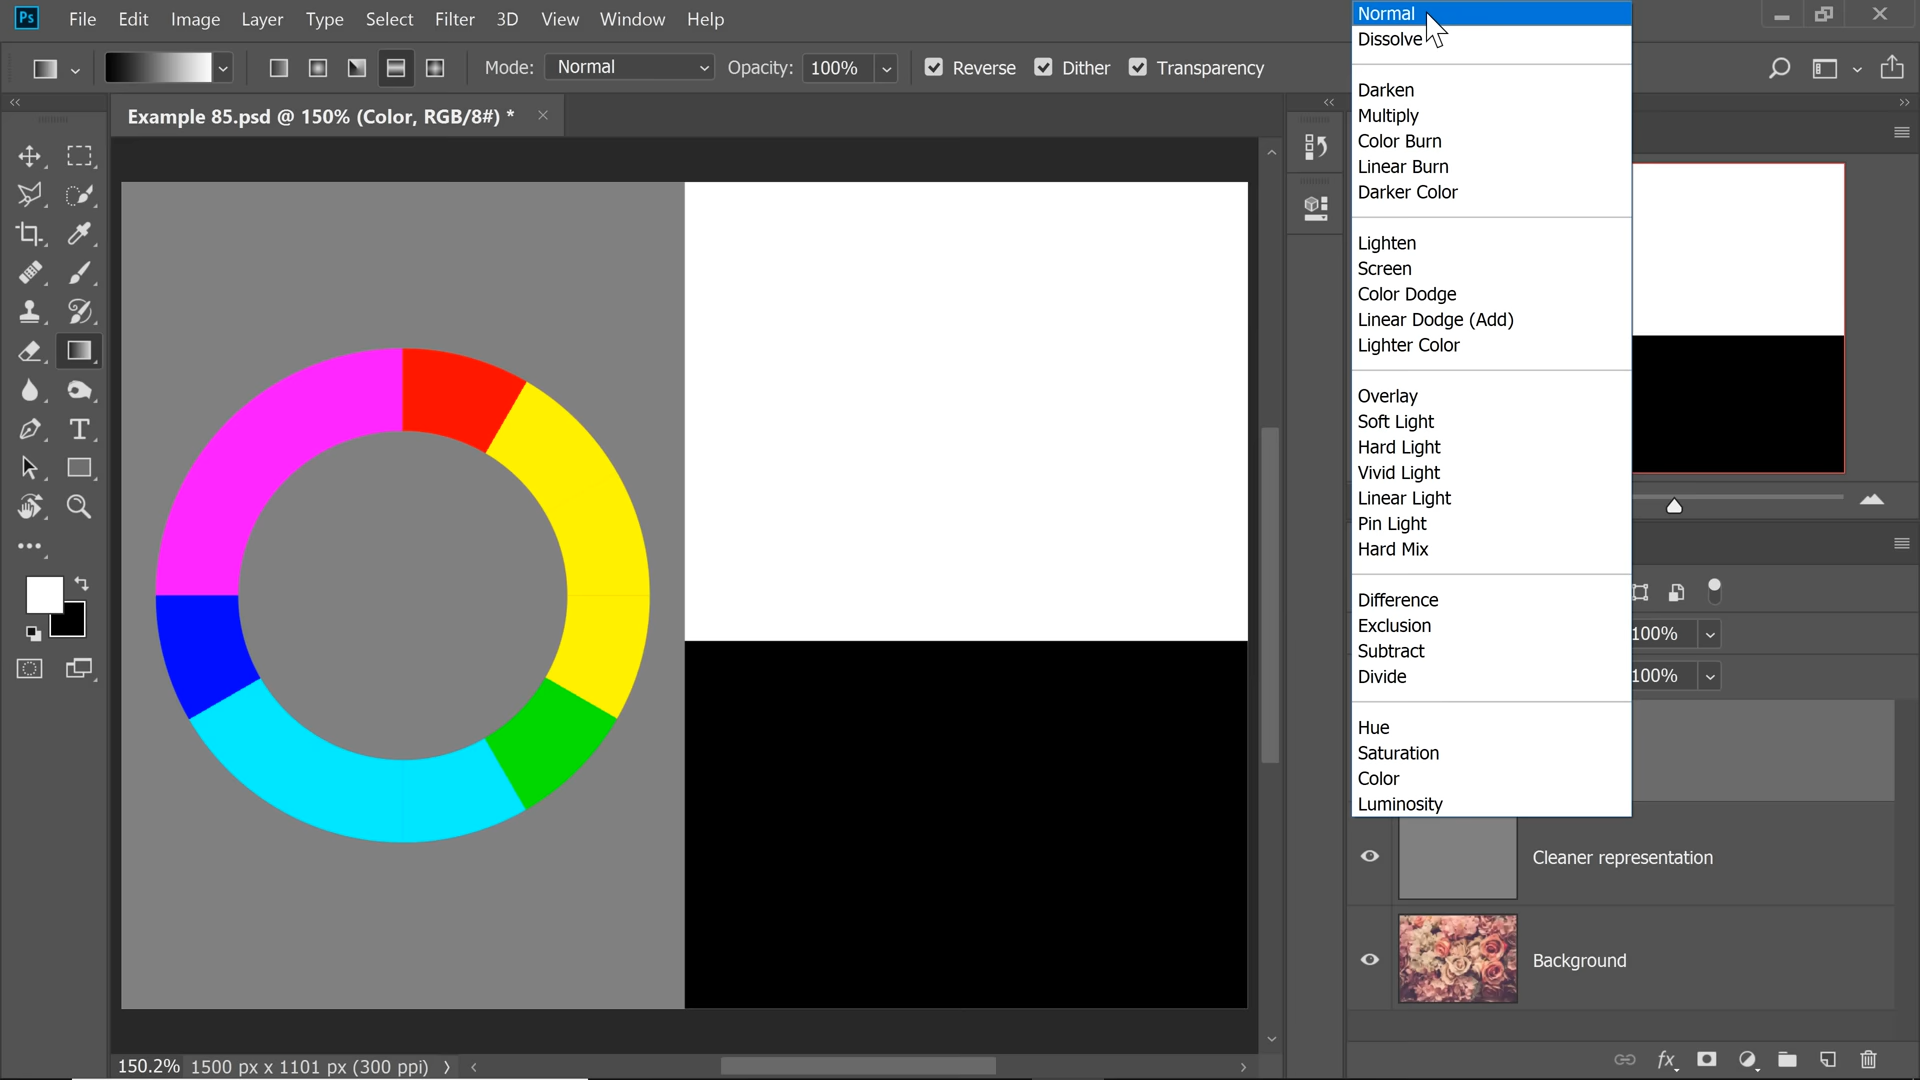 Ps
File Edit Image Layer Type Select Filter 3D View Window Help
Mode: Normal Opacity: 100% Reverse Dither Transparency
Example 85.psd @ 150% (Color, RGB/8#) *
T
150.2% 1500 px x 1101 px (300 ppi)
Normal
Dissolve
Darken
Multiply
Color Burn
Linear Burn
Darker Color
Lighten
Screen
Color Dodge
Linear Dodge (Add)
Lighter Color
Overlay
Soft Light
Hard Light
Vivid Light
Linear Light
Pin Light
Hard Mix
Difference
Exclusion
Subtract
Divide
Hue
Saturation
Color
Luminosity
100%
100%
Cleaner representation
Background
fx